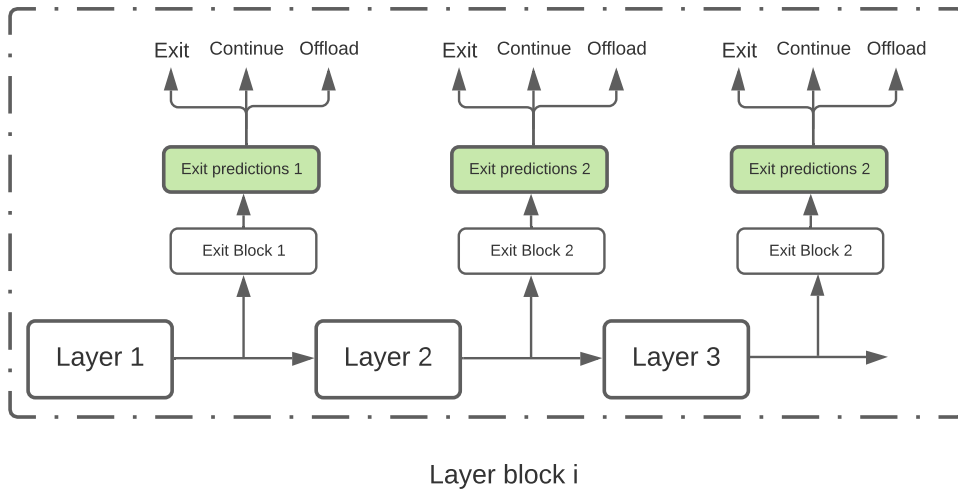 Exit Continue Offload Exit Continue Offload Exit Continue Offload
Exit predictions 1 Exit predictions 2 Exit predictions 2
Exit Block 1 Exit Block 2 Exit Block 2
Layer 1 Layer 2 Layer 3
Layer block i